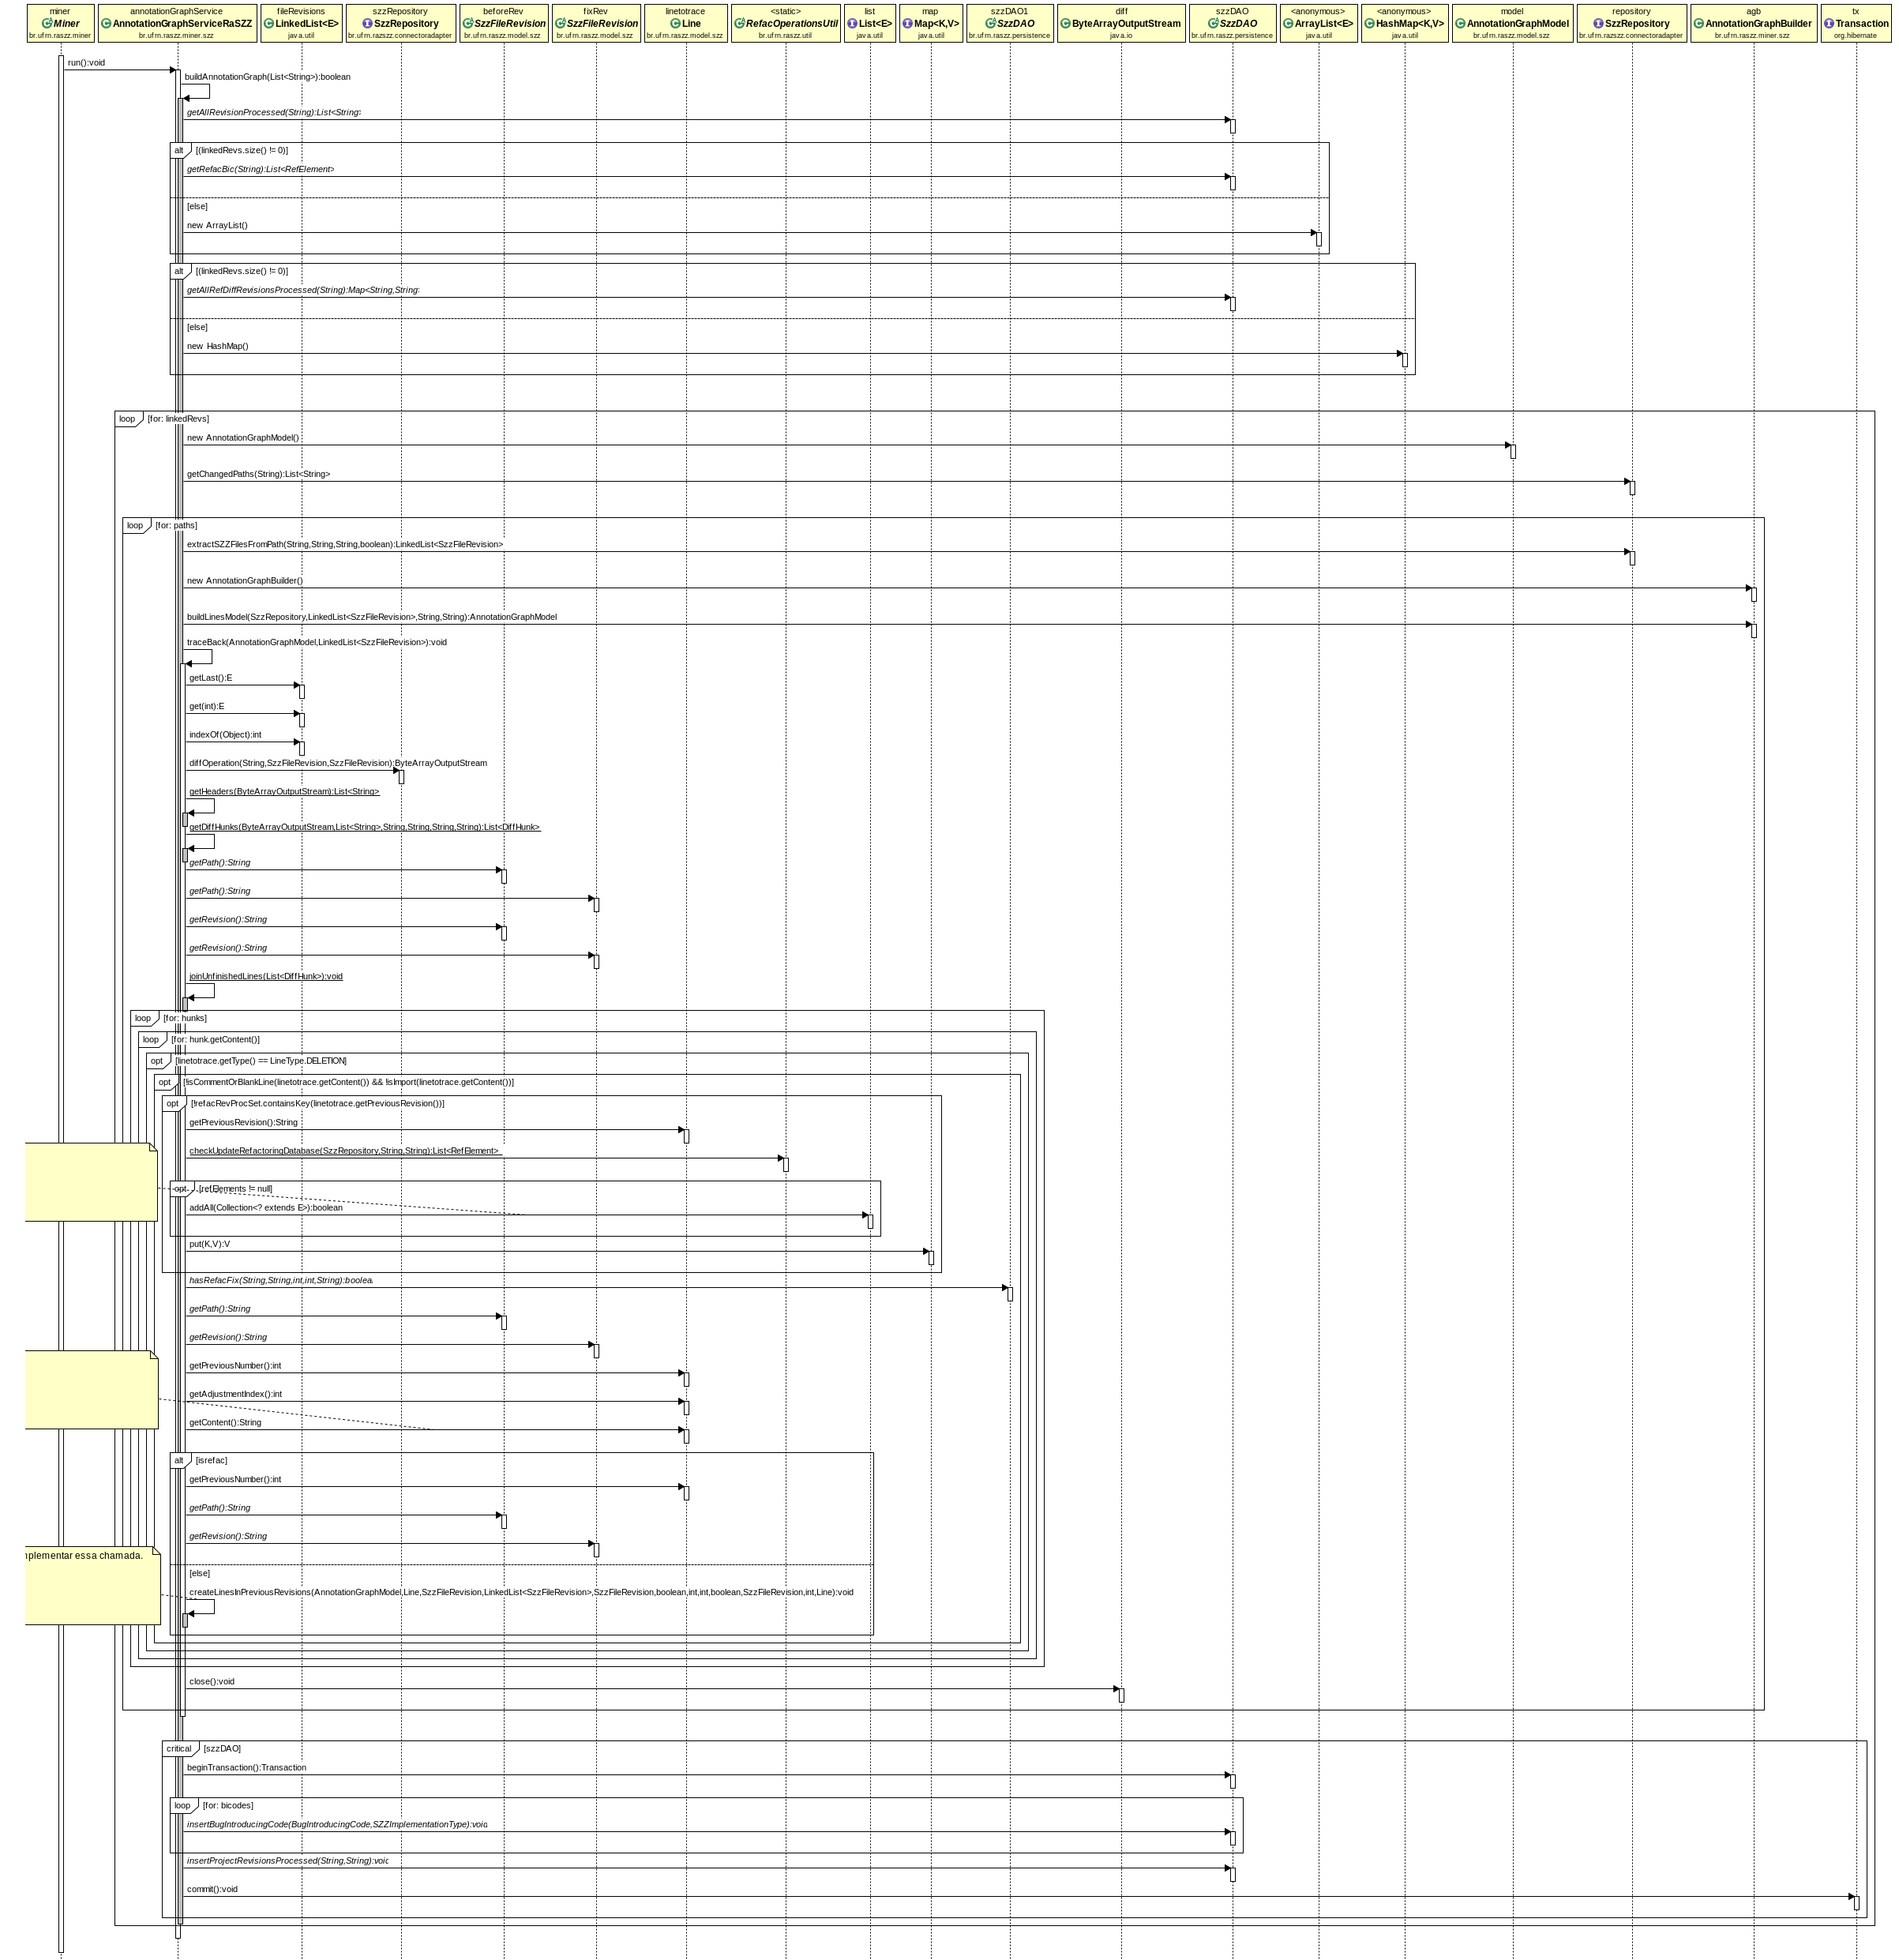 miner
Miner
br.ufrn.raszz.miner
annotationGraphService
AnnotationGraphServiceRaSZZ
br.ufrn.raszz.miner.szz
fileRevisions
LinkedList<E>
java.util
szzRepository
SzzRepository
br.ufrn.razszz.connectoradapter
beforeRev
SzzFileRevision
br.ufrn.raszz.model.szz
fixRev
SzzFileRevision
br.ufrn.raszz.model.szz
linetotrace
Line
br.ufrn.raszz.model.szz
<static>
RefacOperationsUtil
br.ufrn.raszz.util
list
List<E>
java.util
map
Map<K,V>
java.util
szzDAO1
SzzDAO
br.ufrn.raszz.persistence
diff
ByteArrayOutputStream
java.io
szzDAO
SzzDAO
br.ufrn.raszz.persistence
<anonymous>
ArrayList<E>
java.util
<anonymous>
HashMap<K,V>
java.util
model
AnnotationGraphModel
br.ufrn.raszz.model.szz
repository
SzzRepository
br.ufrn.razszz.connectoradapter
agb
AnnotationGraphBuilder
br.ufrn.raszz.miner.szz
tx
Transaction
org.hibernate
run():void
buildAnnotationGraph(List<String>):boolean
getAllRevisionProcessed(String):List<String>
alt [(linkedRevs.size() != 0)]
getRefacBic(String):List<RefElement>
[else]
new ArrayList()
alt [(linkedRevs.size() != 0)]
getAllRefDiffRevisionsProcessed(String):Map<String,String>
[else]
new HashMap()
loop [for: linkedRevs]
new AnnotationGraphModel()
getChangedPaths(String):List<String>
loop [for: paths]
extractSZZFilesFromPath(String,String,String,boolean):LinkedList<SzzFileRevision>
new AnnotationGraphBuilder()
buildLinesModel(SzzRepository,LinkedList<SzzFileRevision>,String,String):AnnotationGraphModel
traceBack(AnnotationGraphModel,LinkedList<SzzFileRevision>):void
getLast():E
get(int):E
indexOf(Object):int
diffOperation(String,SzzFileRevision,SzzFileRevision):ByteArrayOutputStream
getHeaders(ByteArrayOutputStream):List<String>
getDiffHunks(ByteArrayOutputStream,List<String>,String,String,String,String):List<DiffHunk>
getPath():String
getPath():String
getRevision():String
getRevision():String
joinUnfinishedLines(List<DiffHunk>):void
loop [for: hunks]
loop [for: hunk.getContent()]
opt [linetotrace.getType() == LineType.DELETION]
opt [!isCommentOrBlankLine(linetotrace.getContent()) && !isImport(linetotrace.getContent())]
opt [!refacRevProcSet.containsKey(linetotrace.getPreviousRevision())]
getPreviousRevision():String
checkUpdateRefactoringDatabase(SzzRepository,String,String):List<RefElement>
opt [refElements != null]
addAll(Collection<? extends E>):boolean
put(K,V):V
hasRefacFix(String,String,int,int,String):boolea
getPath():String
getRevision():String
getPreviousNumber():int
getAdjustmentIndex():int
getContent():String
alt [isrefac]
getPreviousNumber():int
getPath():String
getRevision():String
mplementar essa chamada.
[else]
createLinesInPreviousRevisions(AnnotationGraphModel,Line,SzzFileRevision,LinkedList<SzzFileRevision>,SzzFileRevision,boolean,int,int,boolean,SzzFileRevision,int,Line):void
close():void
critical [szzDAO]
beginTransaction():Transaction
loop [for: bicodes]
insertBugIntroducingCode(BugIntroducingCode,SZZImplementationType):void
insertProjectRevisionsProcessed(String,String):void
commit():void